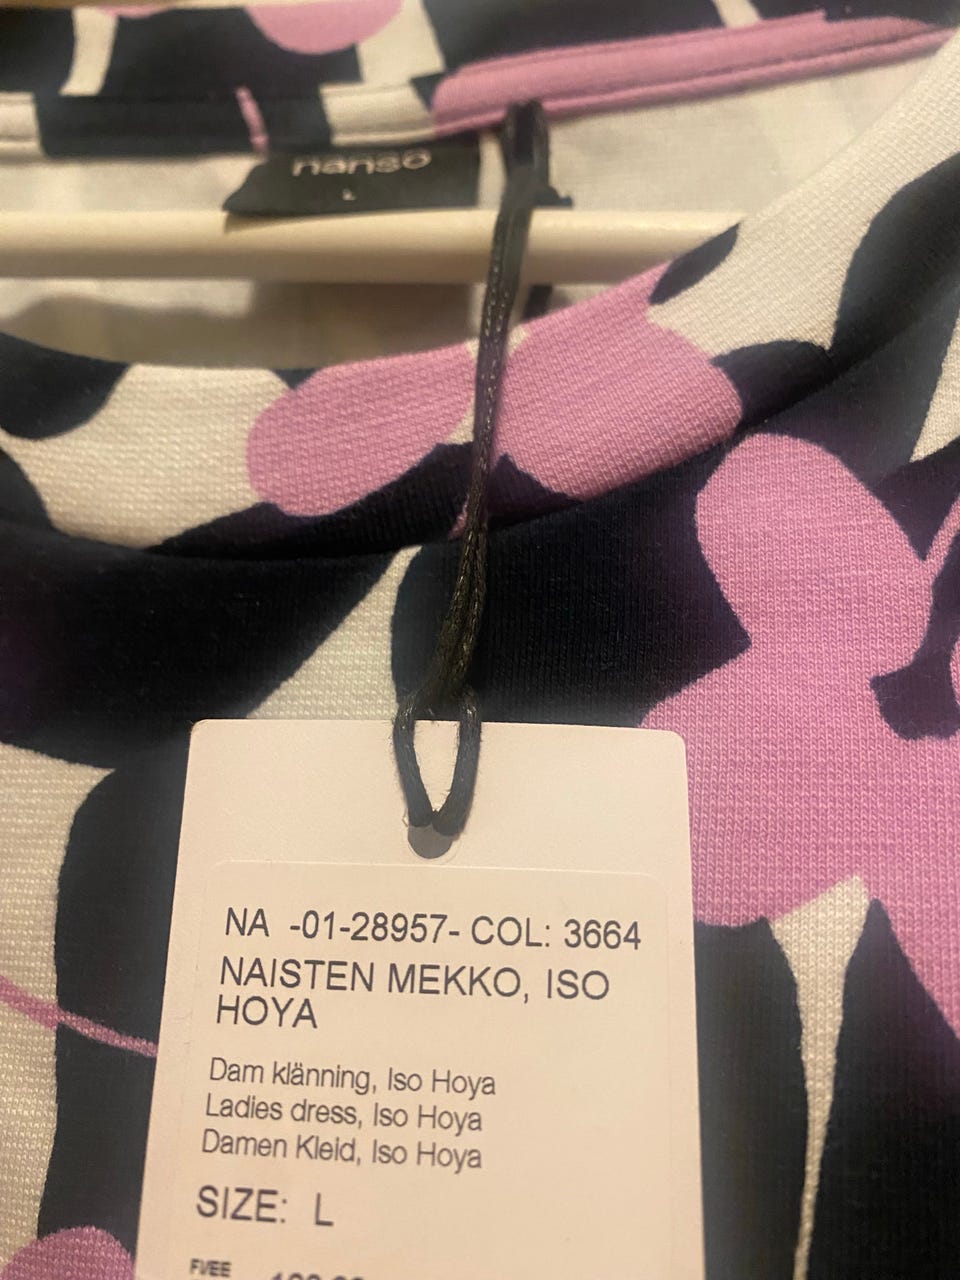 nanso
L
NA -01-28957- COL: 3664
NAISTEN MEKKO, ISO
HOYA
Dam klänning, Iso Hoya
Ladies dress, Iso Hoya
Damen Kleid, Iso Hoya
SIZE: L